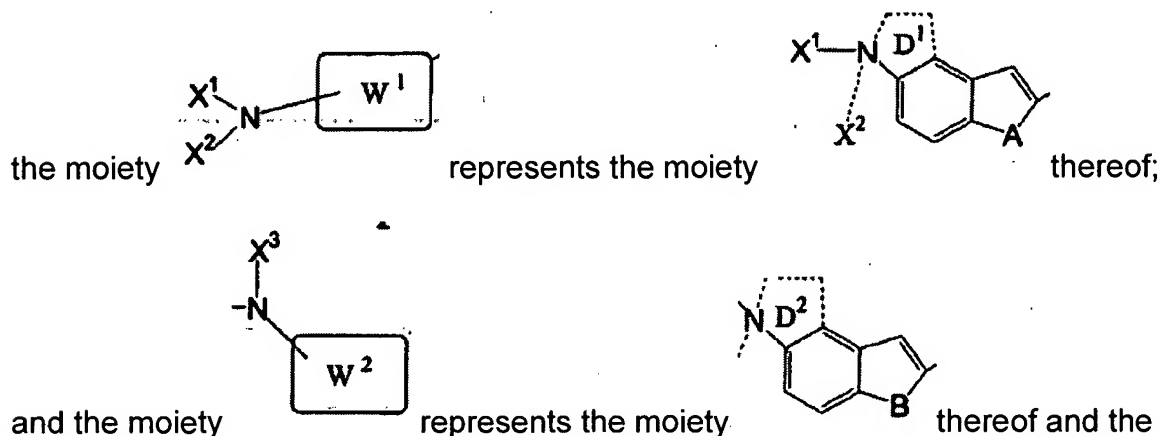 X¹ N X² W¹ X¹ N D¹ X² A
the moiety represents the moiety thereof;
X³ N W² N D² B
and the moiety represents the moiety thereof and the